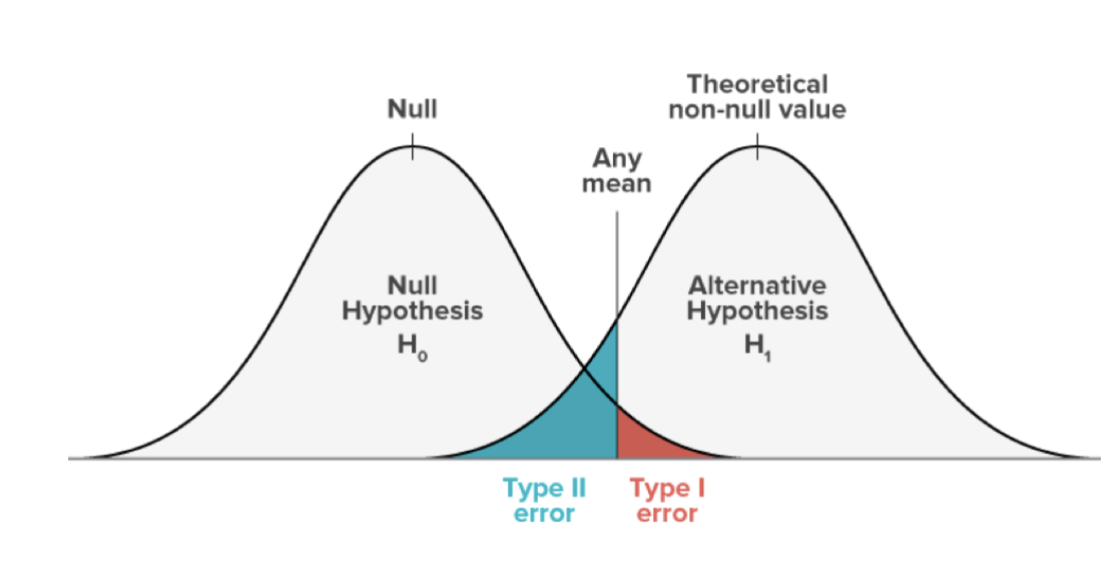 Theoretical
non-null value
Null
Any
mean
Null
Hypothesis
H₀
Alternative
Hypothesis
H₁
Type II
error
Type I
error